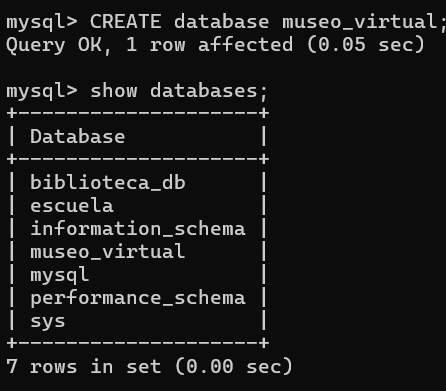 mysql> CREATE database museo_virtual;
Query OK, 1 row affected (0.05 sec)
mysql> show databases;
+--------------------+
| Database           |
+--------------------+
| biblioteca_db      |
| escuela            |
| information_schema |
| museo_virtual      |
| mysql              |
| performance_schema |
| sys                |
+--------------------+
7 rows in set (0.00 sec)